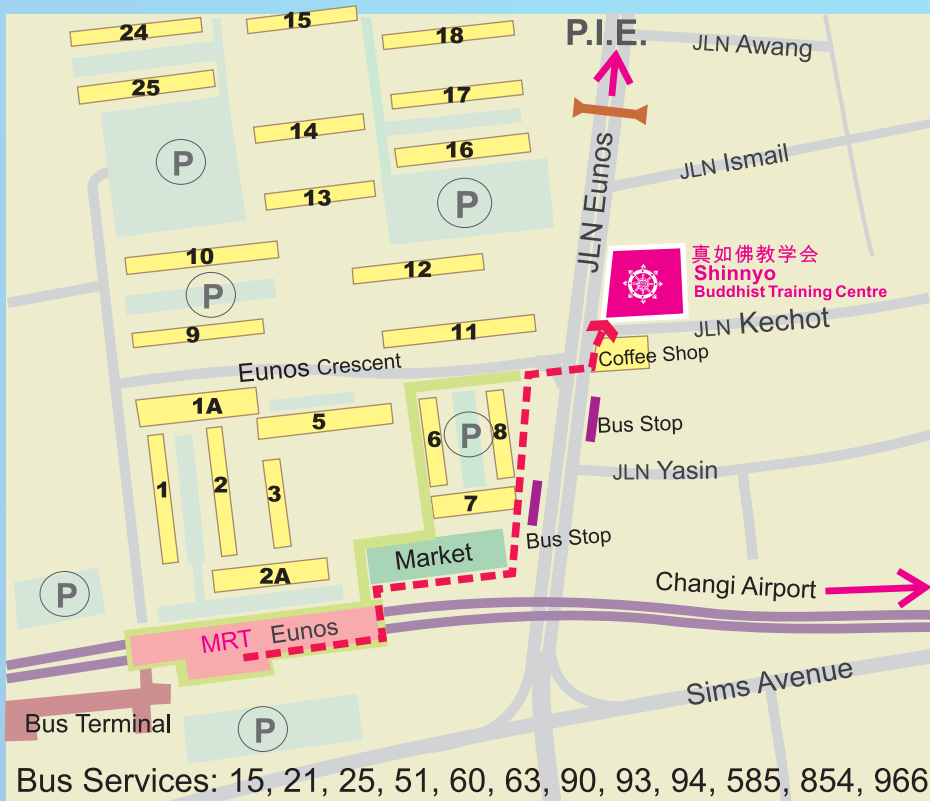 24
15
18
P.I.E.
JLN Awang
25
17
14
16
P
JLN Ismail
JLN Eunos
13
P
10
12
真如佛教学会
Shinnyo
Buddhist Training Centre
P
9
11
JLN Kechot
Eunos Crescent
Coffee Shop
1A
5
6
P
8
Bus Stop
1
2
3
7
JLN Yasin
Bus Stop
Market
2A
P
Changi Airport
MRT Eunos
Sims Avenue
Bus Terminal
P
Bus Services: 15, 21, 25, 51, 60, 63, 90, 93, 94, 585, 854, 966